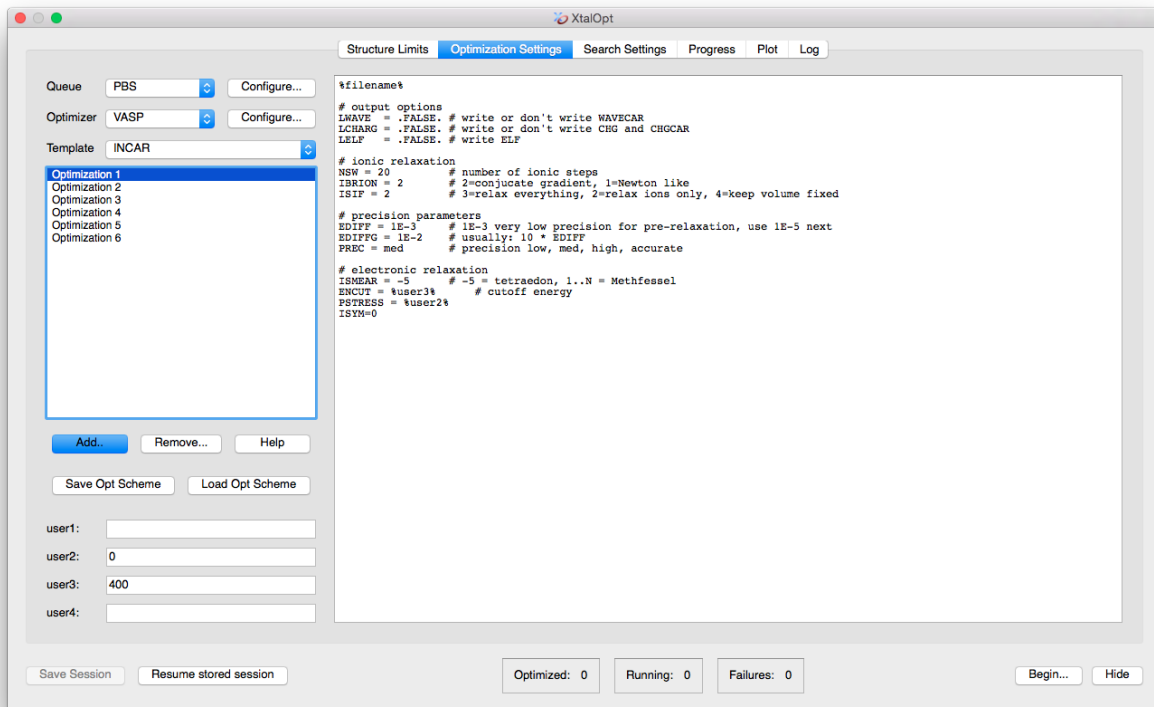 XtalOpt
Structure Limits Optimization Settings Search Settings Progress Plot Log
Queue PBS Configure...
Optimizer VASP Configure...
Template INCAR
Optimization 1
Optimization 2
Optimization 3
Optimization 4
Optimization 5
Optimization 6
Add.. Remove... Help
Save Opt Scheme Load Opt Scheme
user1:
user2: 0
user3: 400
user4:
%filename%
# output options
LWAVE = .FALSE. # write or don't write WAVECAR
LCHARG = .FALSE. # write or don't write CHG and CHGCAR
LELF = .FALSE. # write ELF
# ionic relaxation
NSW = 20 # number of ionic steps
IBRION = 2 # 2=conjucate gradient, 1=Newton like
ISIF = 2 # 3=relax everything, 2=relax ions only, 4=keep volume fixed
# precision parameters
EDIFF = 1E-3 # 1E-3 very low precision for pre-relaxation, use 1E-5 next
EDIFFG = 1E-2 # usually: 10 * EDIFF
PREC = med # precision low, med, high, accurate
# electronic relaxation
ISMEAR = -5 # -5 = tetraedon, 1..N = Methfessel
ENCUT = %user3% # cutoff energy
PSTRESS = %user2%
ISYM=0
Save Session Resume stored session Optimized: 0 Running: 0 Failures: 0 Begin... Hide